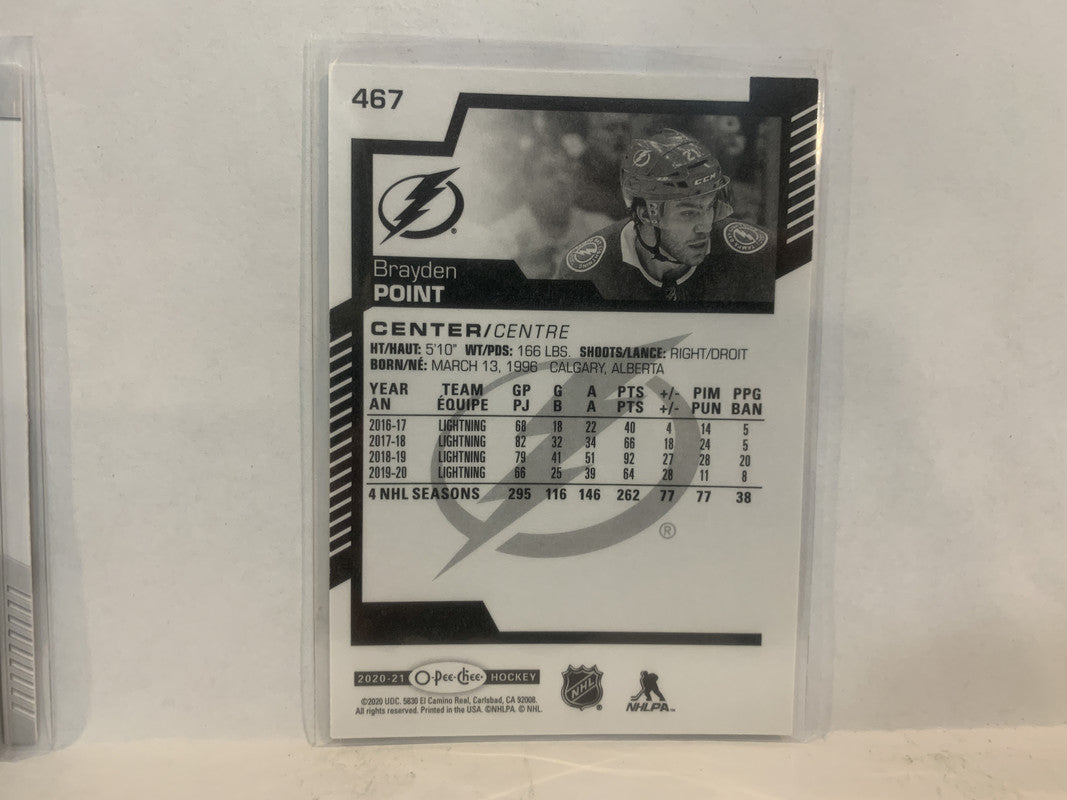 467
21
CCM
Brayden
POINT
CENTER/CENTRE
HT/HAUT: 5'10" WT/PDS: 166 LBS. SHOOTS/LANCE: RIGHT/DROIT
BORN/NÉ: MARCH 13, 1996 CALGARY, ALBERTA
YEAR TEAM GP G A PTS +/- PIM PPG
AN ÉQUIPE PJ B A PTS +/- PUN BAN
2016-17 LIGHTNING 68 18 22 40 4 14 5
2017-18 LIGHTNING 82 32 34 66 18 24 5
2018-19 LIGHTNING 79 41 51 92 27 28 20
2019-20 LIGHTNING 66 25 39 64 28 11 8
4 NHL SEASONS 295 116 146 262 77 77 38
®
2020-21 O-Pee-Chee HOCKEY
©2020 UDC. 5830 El Camino Real, Carlsbad, CA 92008.
All rights reserved. Printed in the USA. ©NHLPA. © NHL.
NHL
NHLPA